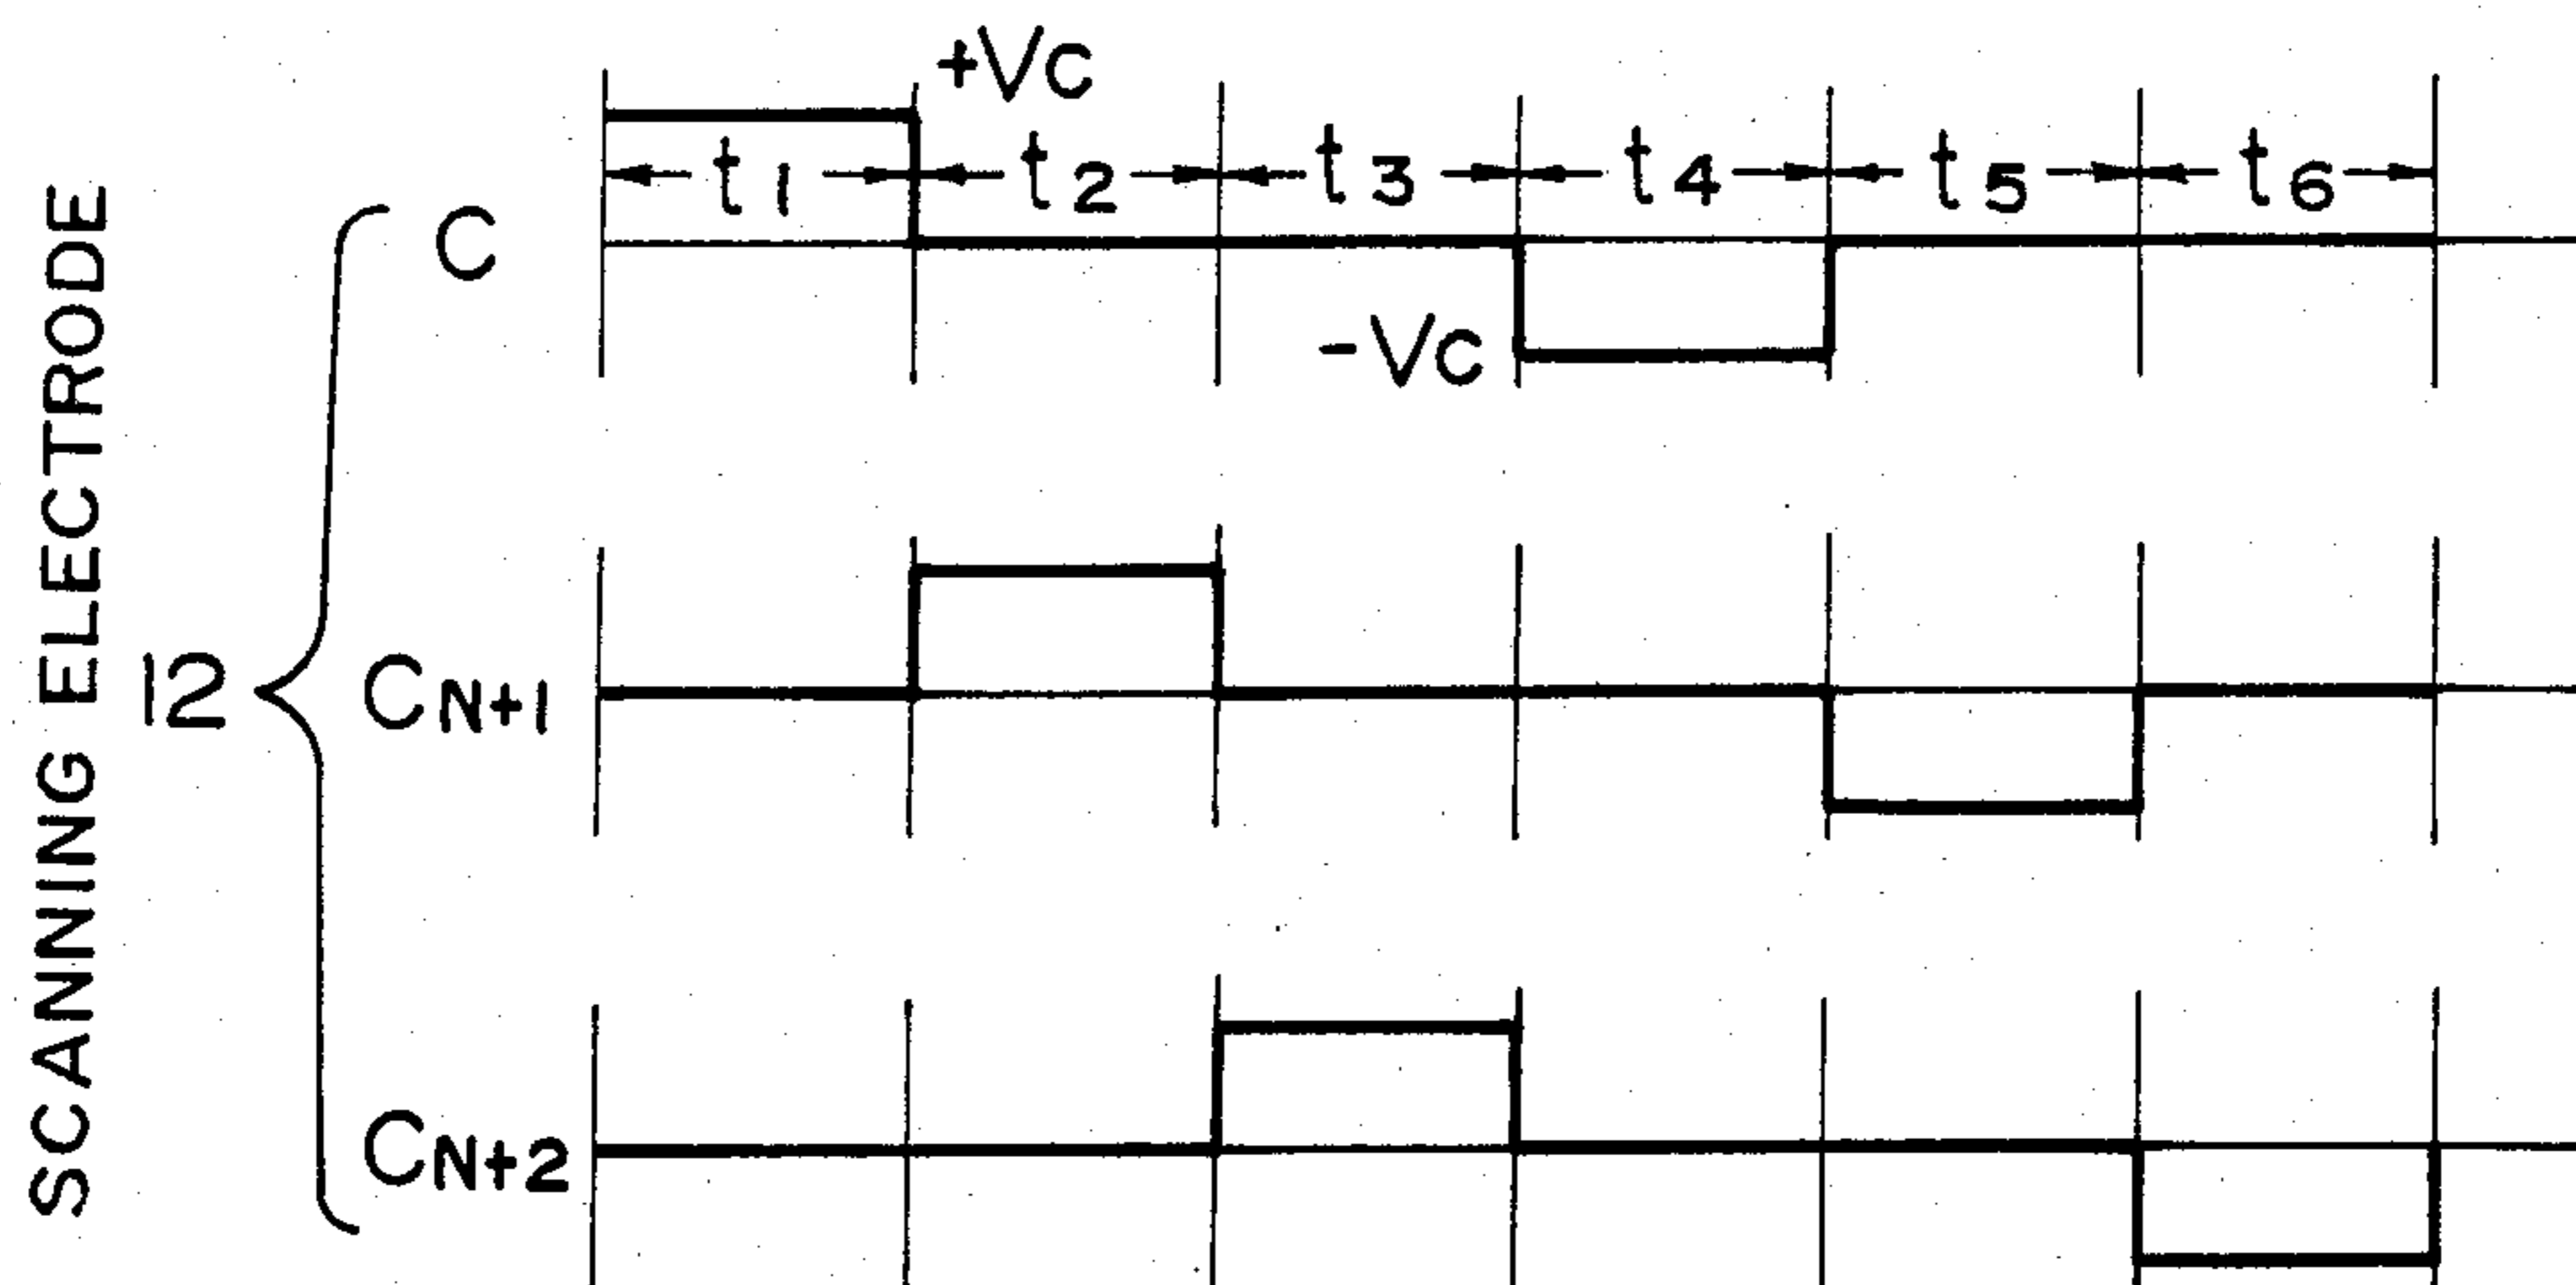 SCANNING ELECTRODE
12
+Vc
t1 t2 t3 t4 t5 t6
C
-Vc
CN+1
CN+2